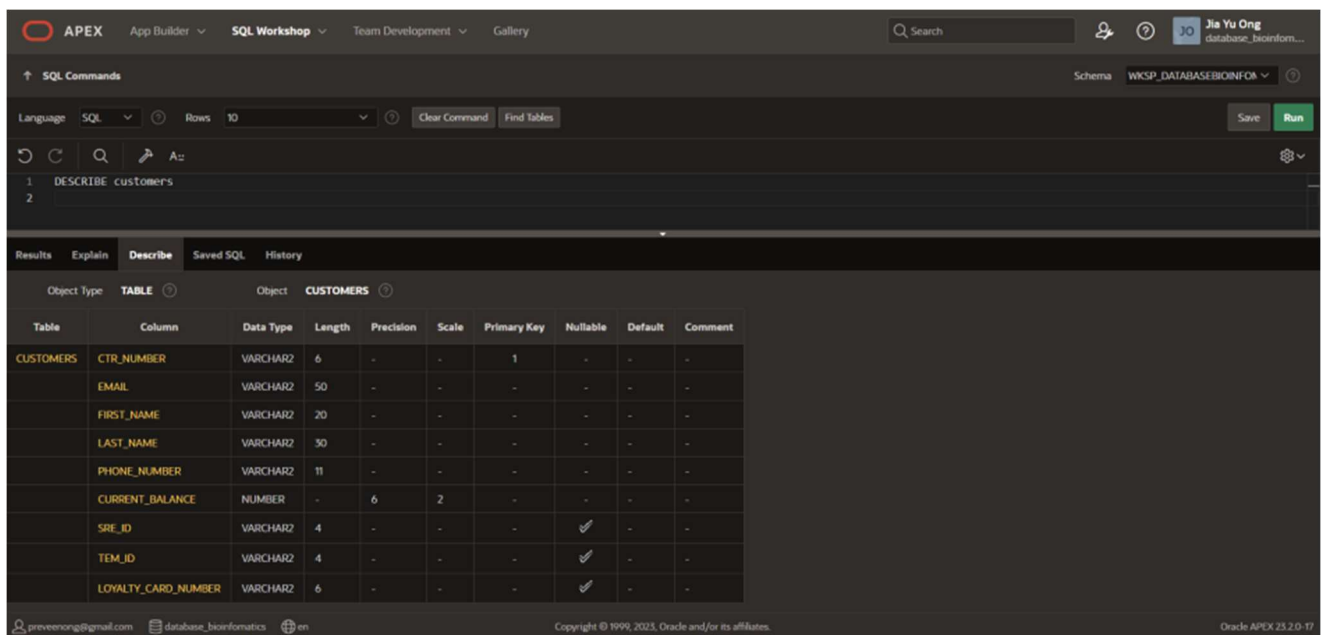 APEX App Builder SQL Workshop Team Development Gallery Search JO Jia Yu Ong
database_bioinfom...
SQL Commands Schema WKSP_DATABASEBIOINFOM
Language SQL Rows 10 Clear Command Find Tables Save Run
1 DESCRIBE customers
2
Results Explain Describe Saved SQL History
Object Type TABLE Object CUSTOMERS
Table Column Data Type Length Precision Scale Primary Key Nullable Default Comment
CUSTOMERS CTR_NUMBER VARCHAR2 6 - - 1 - - -
EMAIL VARCHAR2 50 - - - - - -
FIRST_NAME VARCHAR2 20 - - - - - -
LAST_NAME VARCHAR2 30 - - - - - -
PHONE_NUMBER VARCHAR2 11 - - - - - -
CURRENT_BALANCE NUMBER - 6 2 - - - -
SRE_ID VARCHAR2 4 - - - ✓ - -
TEM_ID VARCHAR2 4 - - - ✓ - -
LOYALTY_CARD_NUMBER VARCHAR2 6 - - - ✓ - -
preveenong@gmail.com database_bioinfomatics en Copyright © 1999, 2023, Oracle and/or its affiliates. Oracle APEX 23.2.0-17